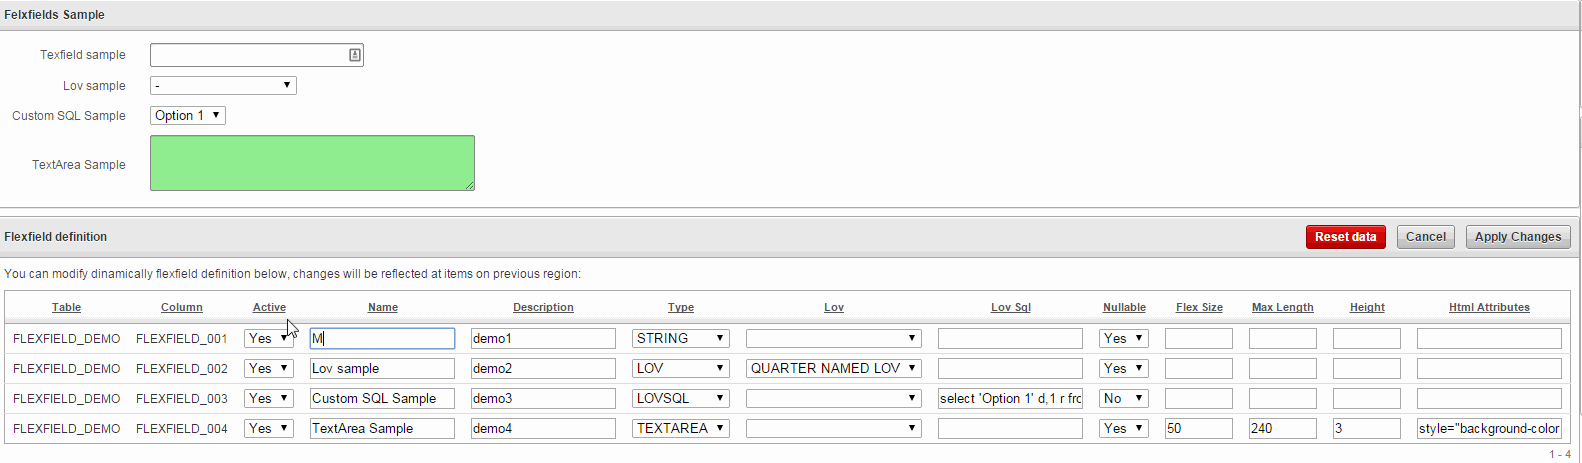 Felxfields Sample
Texfield sample
Lov sample -
Custom SQL Sample Option 1
TextArea Sample
Flexfield definition Reset data Cancel Apply Changes
You can modify dinamically flexfield definition below, changes will be reflected at items on previous region:
Table Column Active Name Description Type Lov Lov Sql Nullable Flex Size Max Length Height Html Attributes
FLEXFIELD_DEMO FLEXFIELD_001 Yes M demo1 STRING Yes
FLEXFIELD_DEMO FLEXFIELD_002 Yes Lov sample demo2 LOV QUARTER NAMED LOV Yes
FLEXFIELD_DEMO FLEXFIELD_003 Yes Custom SQL Sample demo3 LOVSQL select 'Option 1' d,1 r frc No
FLEXFIELD_DEMO FLEXFIELD_004 Yes TextArea Sample demo4 TEXTAREA Yes 50 240 3 style="background-color
1 - 4